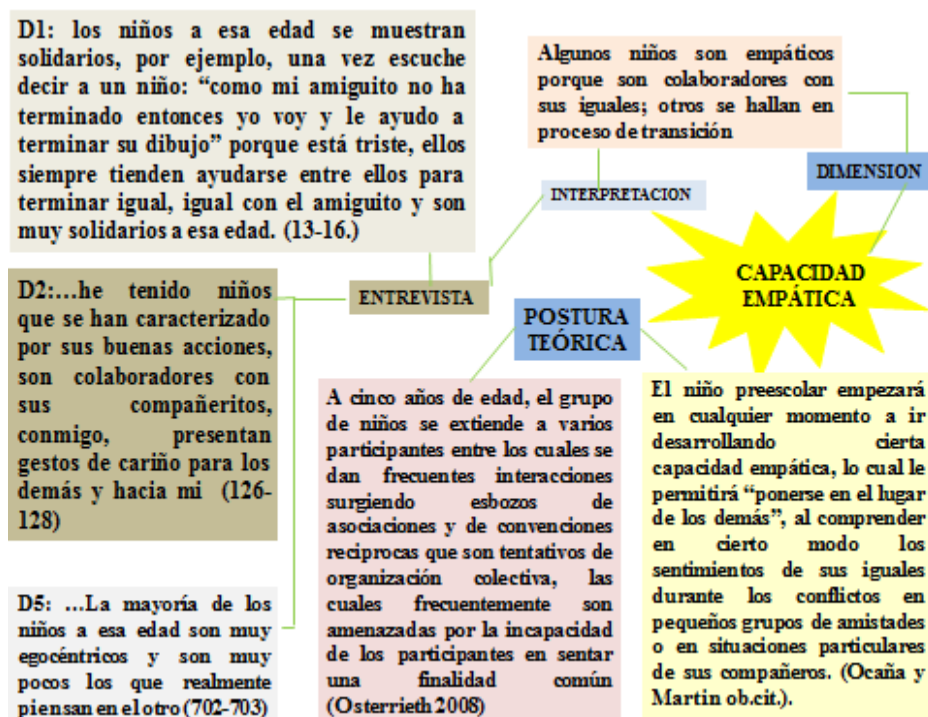 D1: los niños a esa edad se muestran
solidarios, por ejemplo, una vez escuche
decir a un niño: “como mi amiguito no ha
terminado entonces yo voy y le ayudo a
terminar su dibujo” porque está triste, ellos
siempre tienden ayudarse entre ellos para
terminar igual, igual con el amiguito y son
muy solidarios a esa edad. (13-16.)
Algunos niños son empáticos
porque son colaboradores con
sus iguales; otros se hallan en
proceso de transición
DIMENSION
INTERPRETACION
CAPACIDAD
EMPÁTICA
ENTREVISTA
POSTURA
TEÓRICA
D2:…he tenido niños
que se han caracterizado
por sus buenas acciones,
son colaboradores con
sus compañeritos,
conmigo, presentan
gestos de cariño para los
demás y hacia mi (126-
128)
D5: …La mayoría de los
niños a esa edad son muy
egocéntricos y son muy
pocos los que realmente
piensan en el otro (702-703)
A cinco años de edad, el grupo
de niños se extiende a varios
participantes entre los cuales se
dan frecuentes interacciones
surgiendo esbozos de
asociaciones y de convenciones
reciprocas que son tentativos de
organización colectiva, las
cuales frecuentemente son
amenazadas por la incapacidad
de los participantes en sentar
una finalidad común
(Osterrieth 2008)
El niño preescolar empezará
en cualquier momento a ir
desarrollando cierta
capacidad empática, lo cual le
permitirá “ponerse en el lugar
de los demás”, al comprender
en cierto modo los
sentimientos de sus iguales
durante los conflictos en
pequeños grupos de amistades
o en situaciones particulares
de sus compañeros. (Ocaña y
Martin ob.cit.).